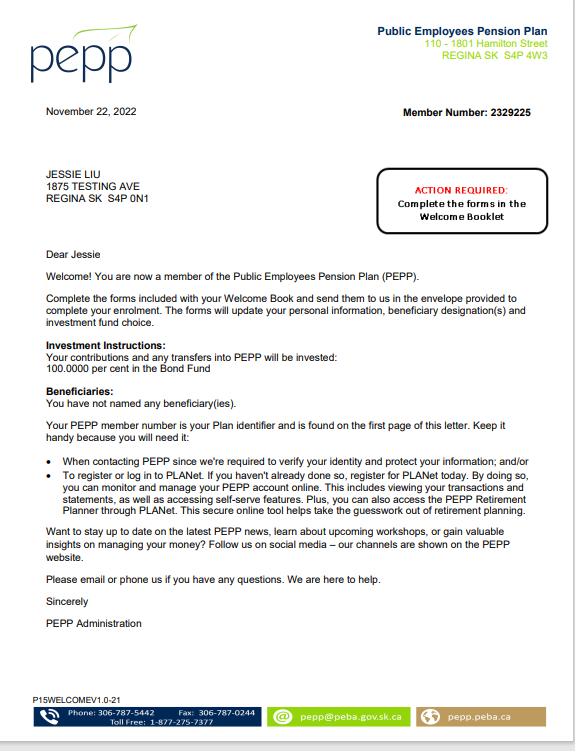 pepp
Public Employees Pension Plan
110 - 1801 Hamilton Street
REGINA SK  S4P 4W3
November 22, 2022
Member Number: 2329225
JESSIE LIU
1875 TESTING AVE
REGINA SK  S4P 0N1
ACTION REQUIRED:
Complete the forms in the
Welcome Booklet
Dear Jessie
Welcome! You are now a member of the Public Employees Pension Plan (PEPP).
Complete the forms included with your Welcome Book and send them to us in the envelope provided to
complete your enrolment. The forms will update your personal information, beneficiary designation(s) and
investment fund choice.
Investment Instructions:
Your contributions and any transfers into PEPP will be invested:
100.0000 per cent in the Bond Fund
Beneficiaries:
You have not named any beneficiary(ies).
Your PEPP member number is your Plan identifier and is found on the first page of this letter. Keep it
handy because you will need it:
• When contacting PEPP since we're required to verify your identity and protect your information; and/or
• To register or log in to PLANet. If you haven't already done so, register for PLANet today. By doing so,
you can monitor and manage your PEPP account online. This includes viewing your transactions and
statements, as well as accessing self-serve features. Plus, you can also access the PEPP Retirement
Planner through PLANet. This secure online tool helps take the guesswork out of retirement planning.
Want to stay up to date on the latest PEPP news, learn about upcoming workshops, or gain valuable
insights on managing your money? Follow us on social media – our channels are shown on the PEPP
website.
Please email or phone us if you have any questions. We are here to help.
Sincerely
PEPP Administration
P15WELCOMEV1.0-21
Phone: 306-787-5442 Fax: 306-787-0244
Toll Free: 1-877-275-7377
pepp@peba.gov.sk.ca
pepp.peba.ca